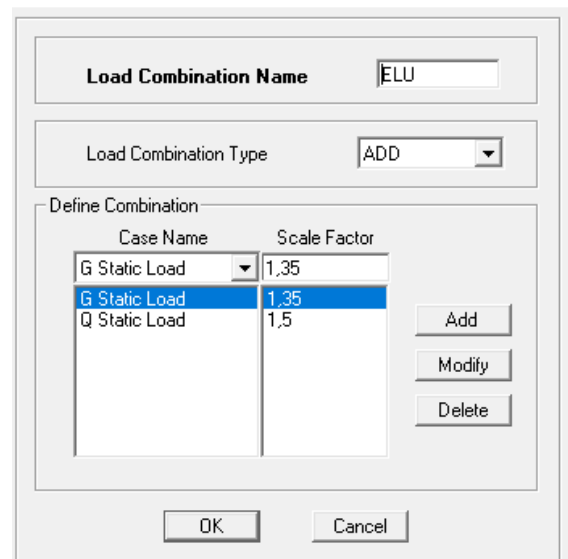 Load Combination Name ELU
Load Combination Type ADD
Define Combination
Case Name Scale Factor
G Static Load 1,35
G Static Load 1,35
Q Static Load 1,5
Add
Modify
Delete
OK Cancel